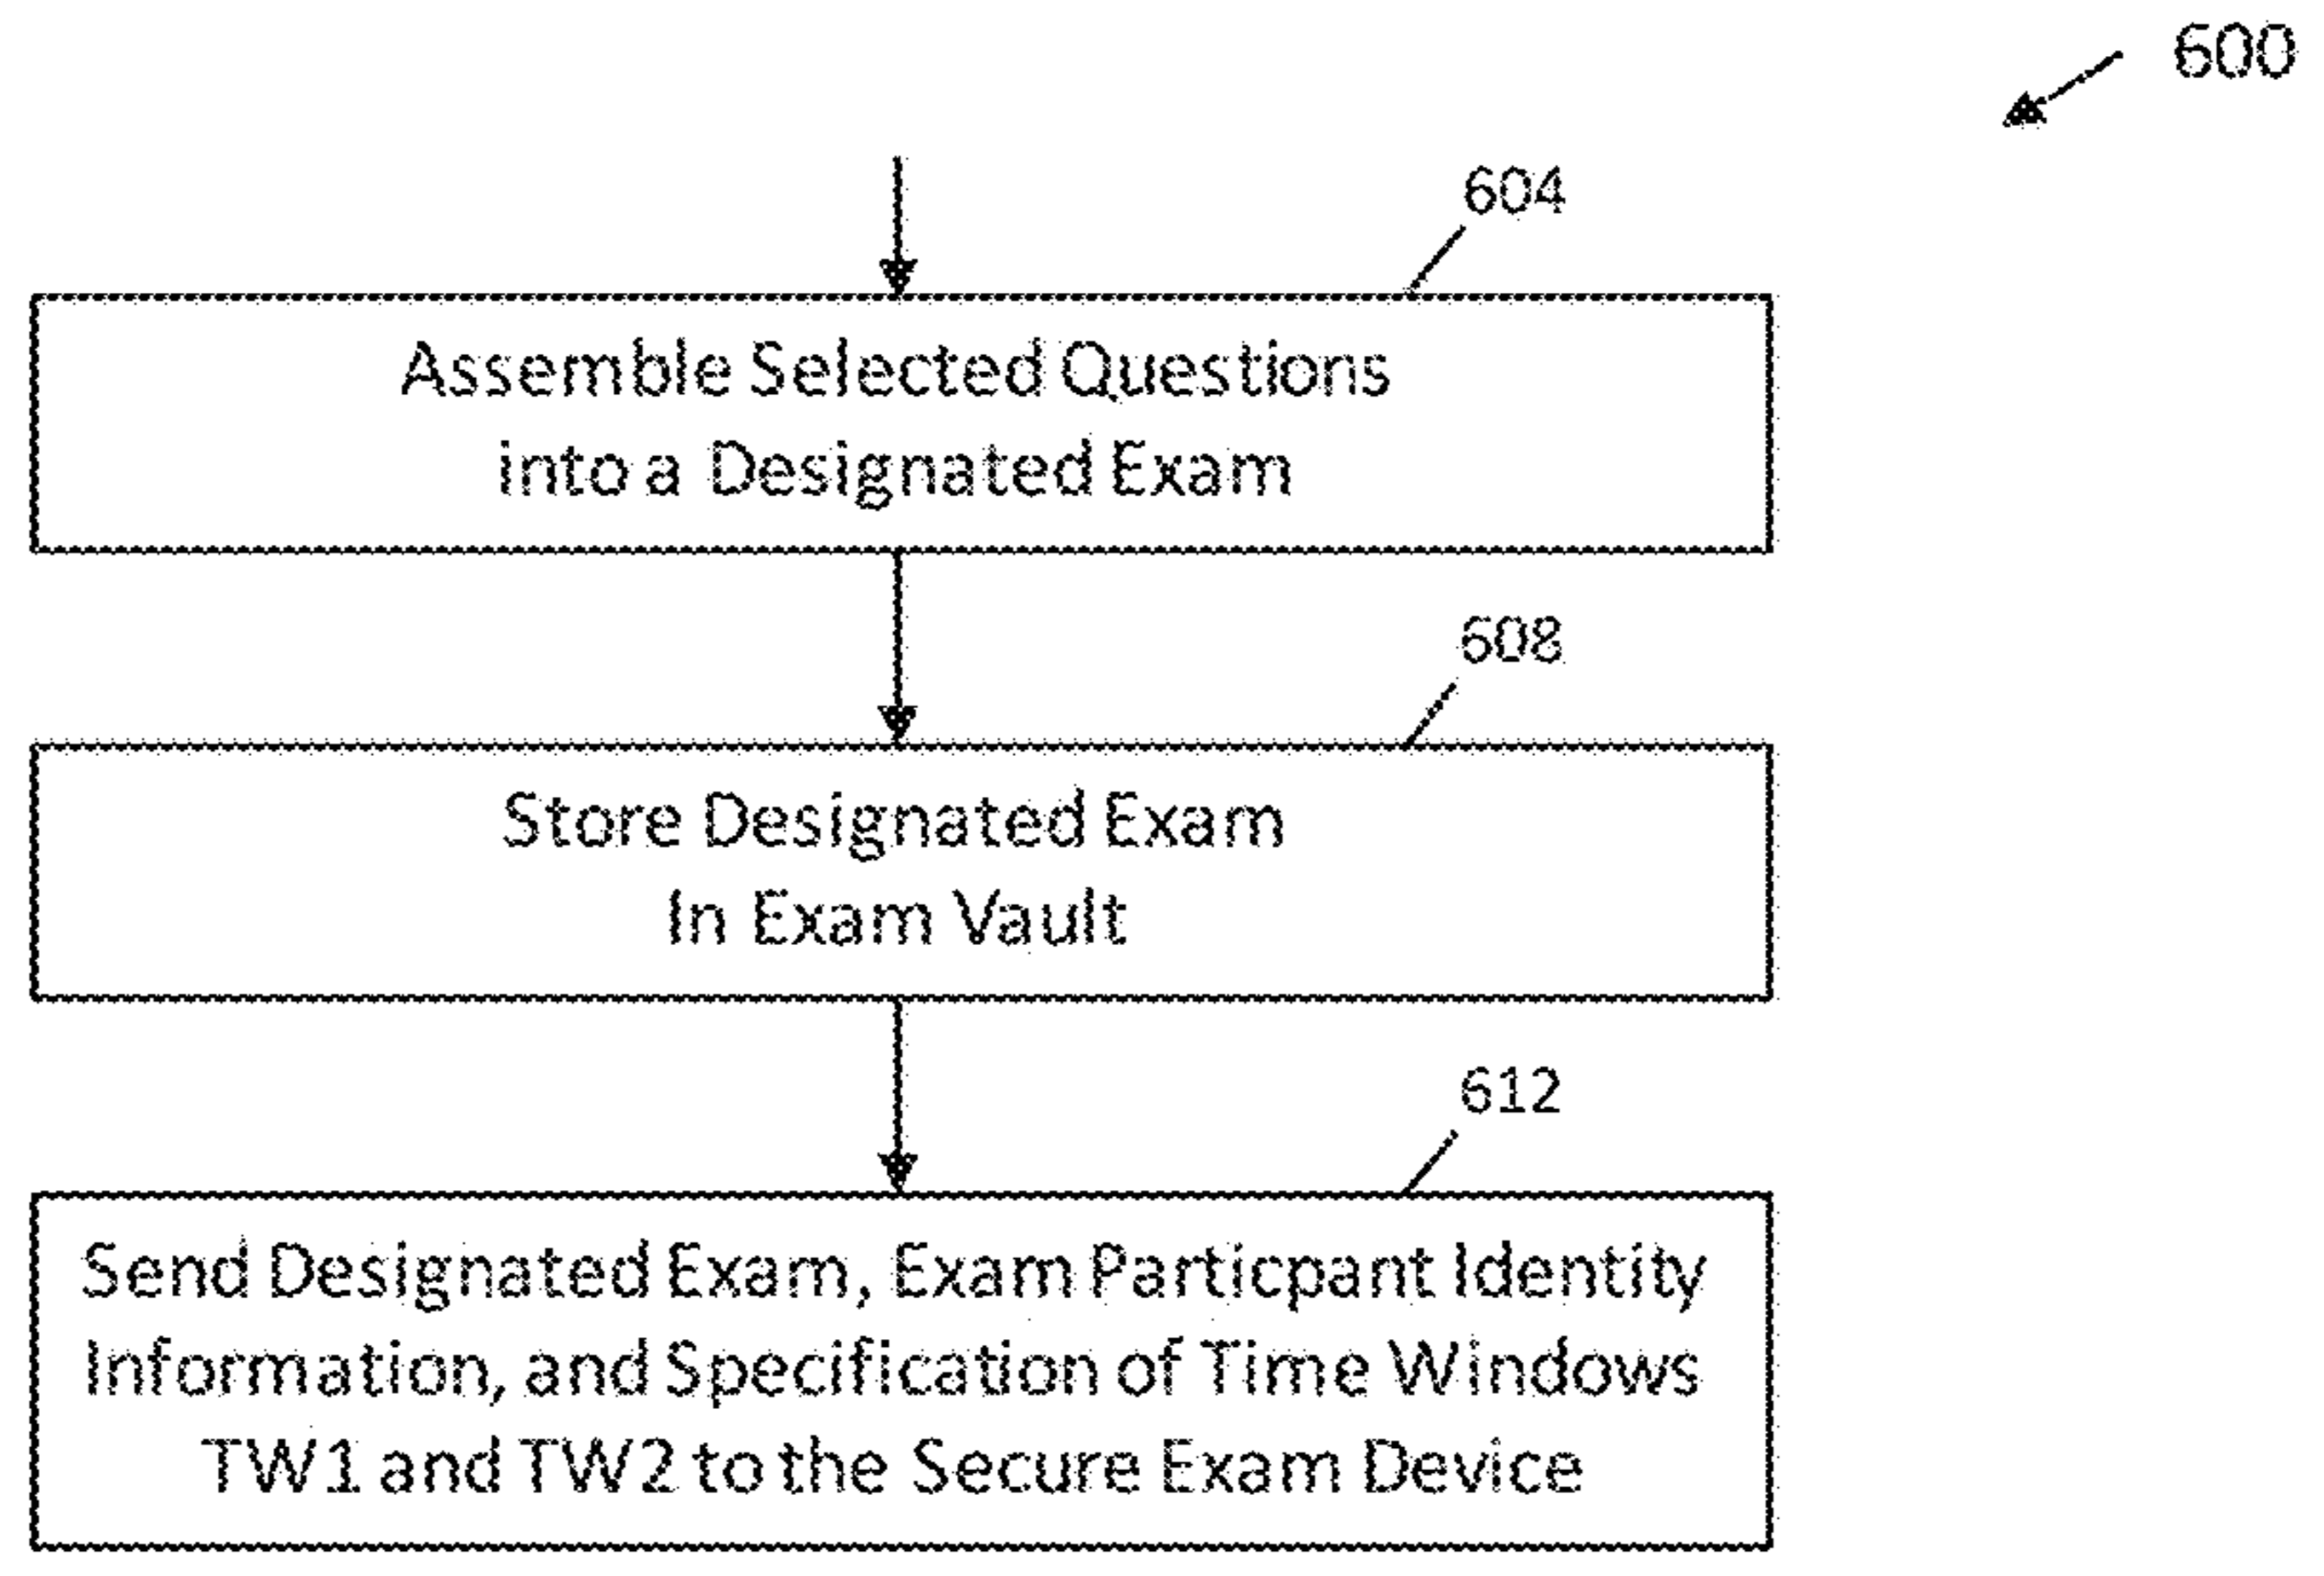 600
604
Assemble Selected Questions
into a Designated Exam
608
Store Designated Exam
In Exam Vault
612
Send Designated Exam, Exam Particpant Identity
Information, and Specification of Time Windows
TW1 and TW2 to the Secure Exam Device